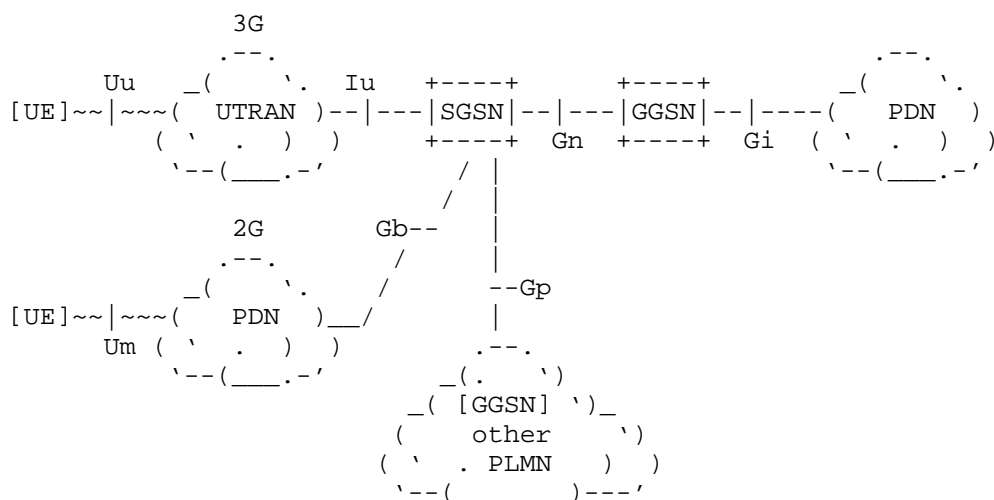 3G
Uu Iu
[UE] UTRAN SGSN GGSN PDN
Gn Gi
2G Gb
Gp
[UE] PDN
Um
[GGSN]
other
PLMN